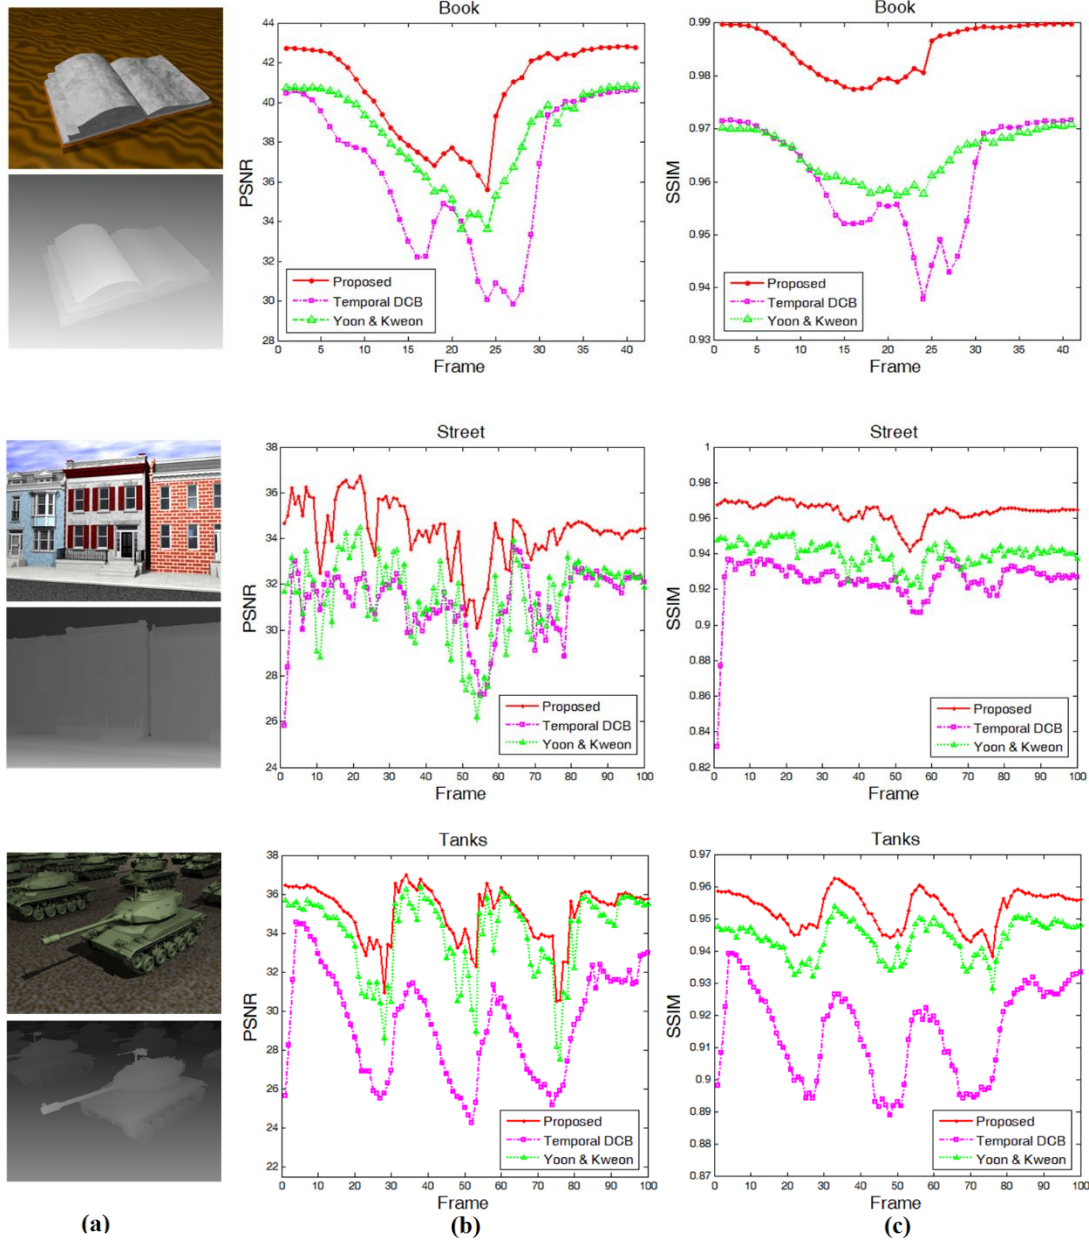 Book
PSNR
44
42
40
38
36
34
32
30
28
0 5 10 15 20 25 30 35 40
Frame
Proposed
Temporal DCB
Yoon & Kweon
Book
SSIM
0.99
0.98
0.97
0.96
0.95
0.94
0.93
0 5 10 15 20 25 30 35 40
Frame
Proposed
Temporal DCB
Yoon & Kweon
Street
PSNR
38
36
34
32
30
28
26
24
0 10 20 30 40 50 60 70 80 90 100
Frame
Proposed
Temporal DCB
Yoon & Kweon
Street
SSIM
1
0.98
0.96
0.94
0.92
0.9
0.88
0.86
0.84
0.82
0 10 20 30 40 50 60 70 80 90 100
Frame
Proposed
Temporal DCB
Yoon & Kweon
Tanks
PSNR
38
36
34
32
30
28
26
24
22
0 10 20 30 40 50 60 70 80 90 100
Frame
Proposed
Temporal DCB
Yoon & Kweon
Tanks
SSIM
0.97
0.96
0.95
0.94
0.93
0.92
0.91
0.9
0.89
0.88
0.87
0 10 20 30 40 50 60 70 80 90 100
Frame
Proposed
Temporal DCB
Yoon & Kweon
(a) (b) (c)